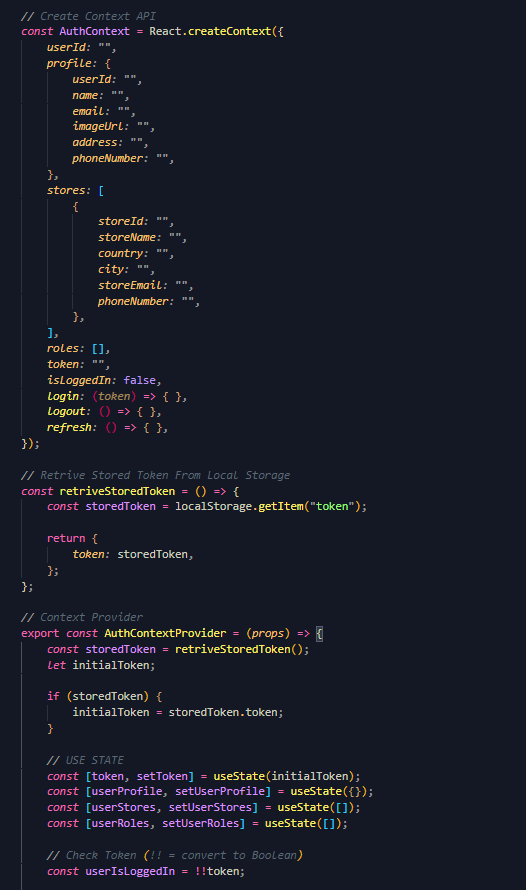 // Create Context API
const AuthContext = React.createContext({
    userId: "",
    profile: {
        userId: "",
        name: "",
        email: "",
        imageUrl: "",
        address: "",
        phoneNumber: "",
    },
    stores: [
        {
            storeId: "",
            storeName: "",
            country: "",
            city: "",
            storeEmail: "",
            phoneNumber: "",
        },
    ],
    roles: [],
    token: "",
    isLoggedIn: false,
    login: (token) => { },
    logout: () => { },
    refresh: () => { },
});

// Retrive Stored Token From Local Storage
const retriveStoredToken = () => {
    const storedToken = localStorage.getItem("token");

    return {
        token: storedToken,
    };
};

// Context Provider
export const AuthContextProvider = (props) => {
    const storedToken = retriveStoredToken();
    let initialToken;

    if (storedToken) {
        initialToken = storedToken.token;
    }

    // USE STATE
    const [token, setToken] = useState(initialToken);
    const [userProfile, setUserProfile] = useState({});
    const [userStores, setUserStores] = useState([]);
    const [userRoles, setUserRoles] = useState([]);

    // Check Token (!! = convert to Boolean)
    const userIsLoggedIn = !!token;